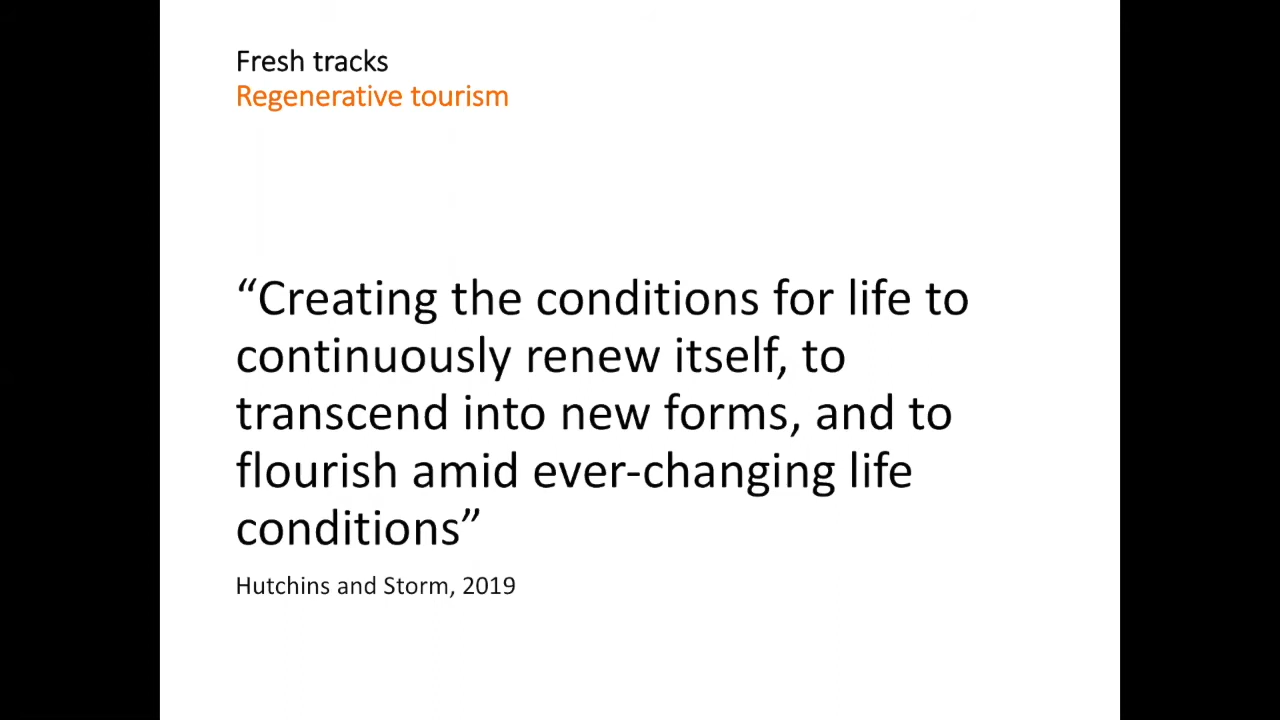 Fresh tracks
Regenerative tourism
“Creating the conditions for life to
continuously renew itself, to
transcend into new forms, and to
flourish amid ever-changing life
conditions”
Hutchins and Storm, 2019